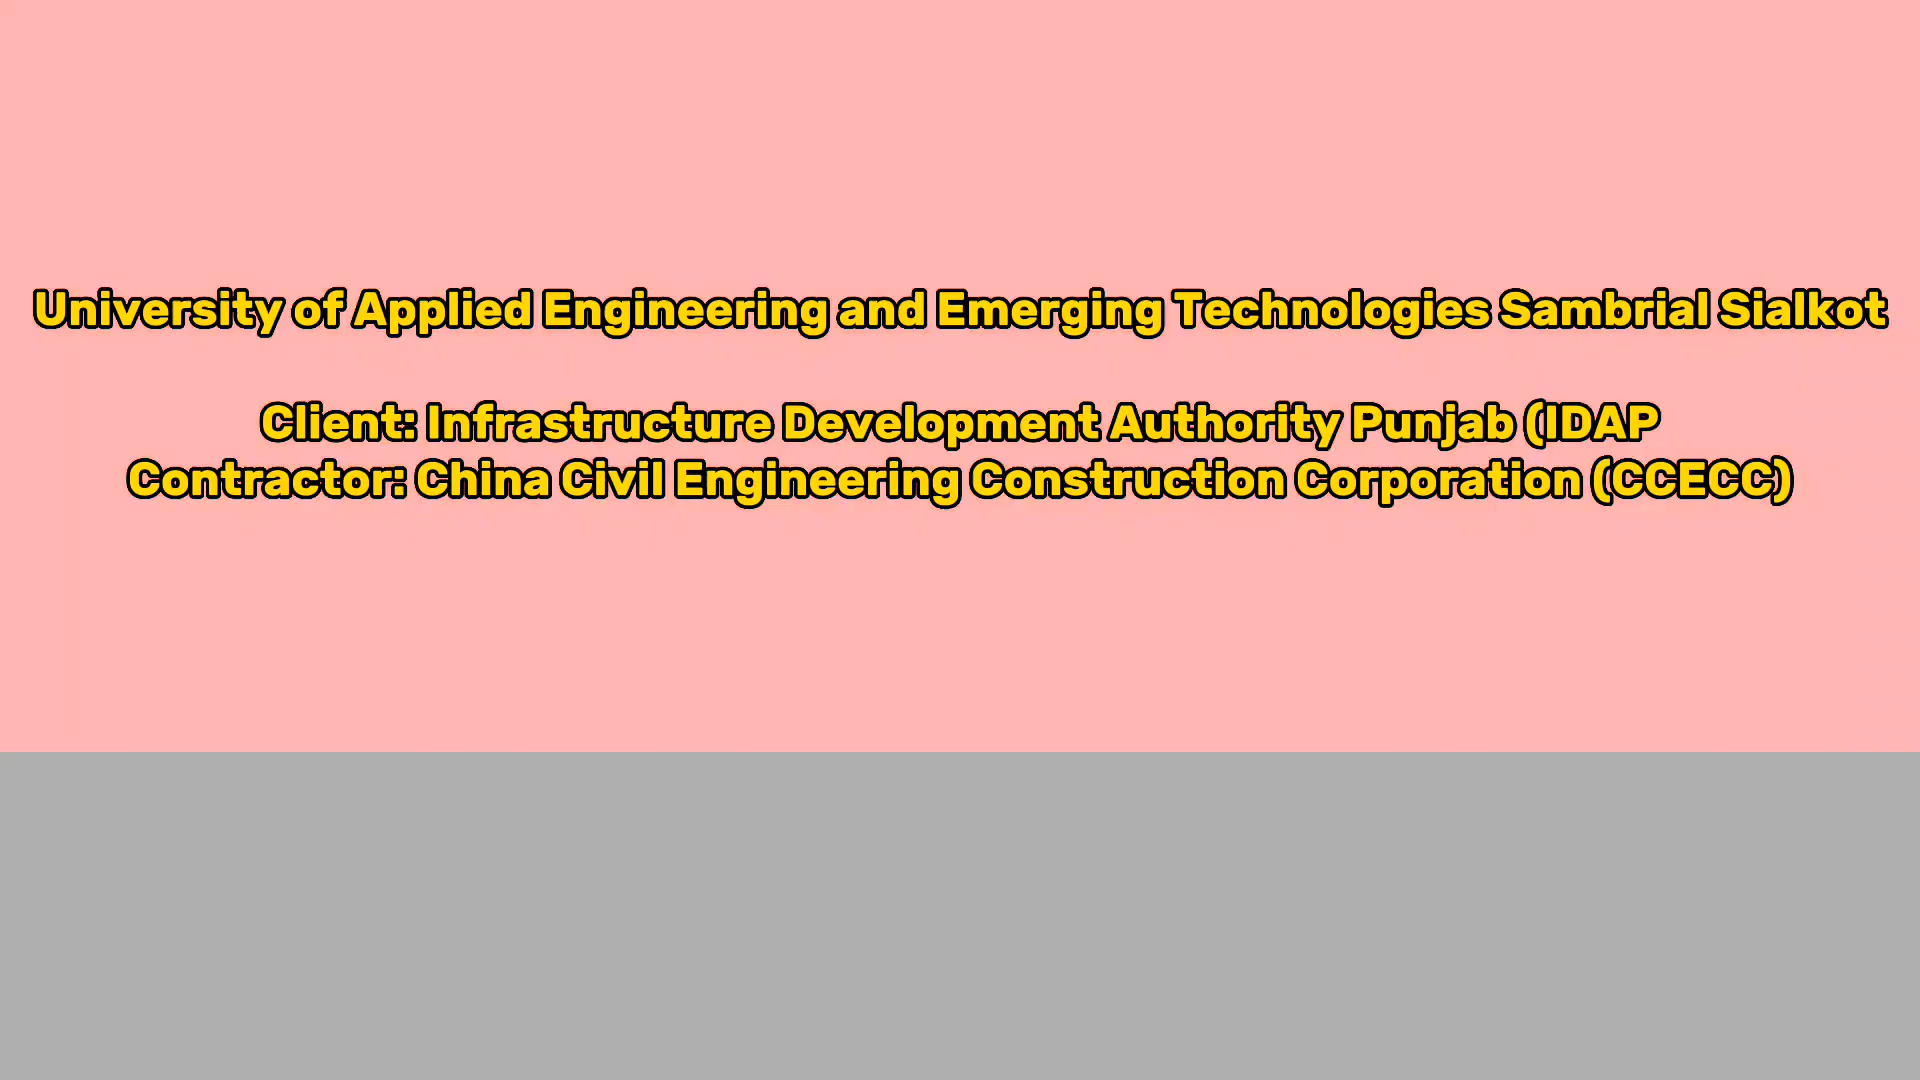 University of Applied Engineering and Emerging Technologies Sambrial Sialkot
Client: Infrastructure Development Authority Punjab (IDAP
Contractor: China Civil Engineering Construction Corporation (CCECC)